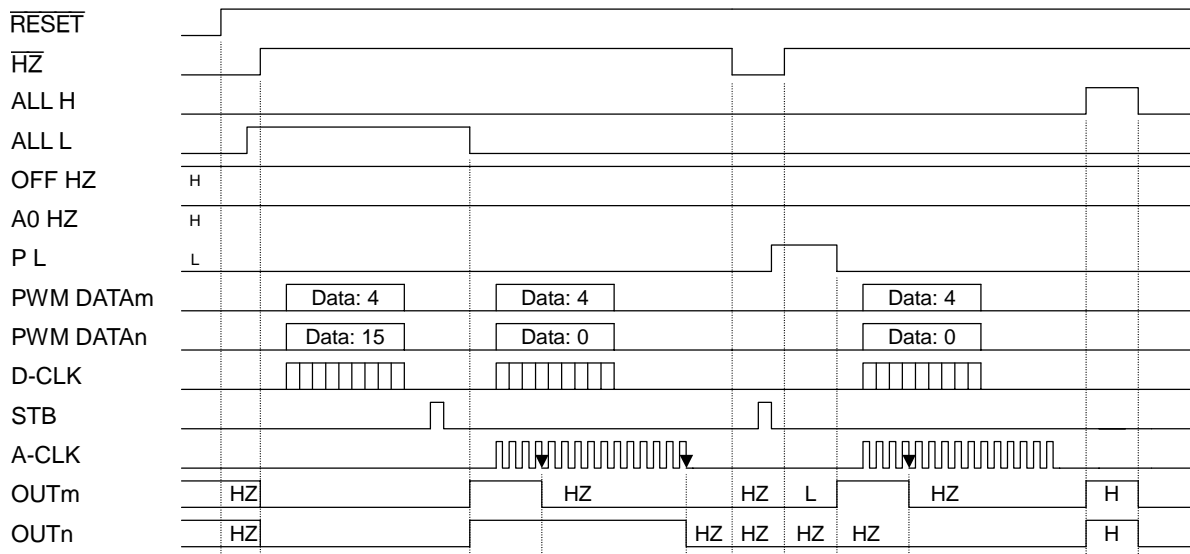 RESET
HZ
ALL H
ALL L
OFF HZ H
A0 HZ H
P L L
PWM DATAm Data: 4 Data: 4 Data: 4
PWM DATAn Data: 15 Data: 0 Data: 0
D-CLK
STB
A-CLK
OUTm HZ HZ HZ L HZ H
OUTn HZ HZ HZ HZ HZ H